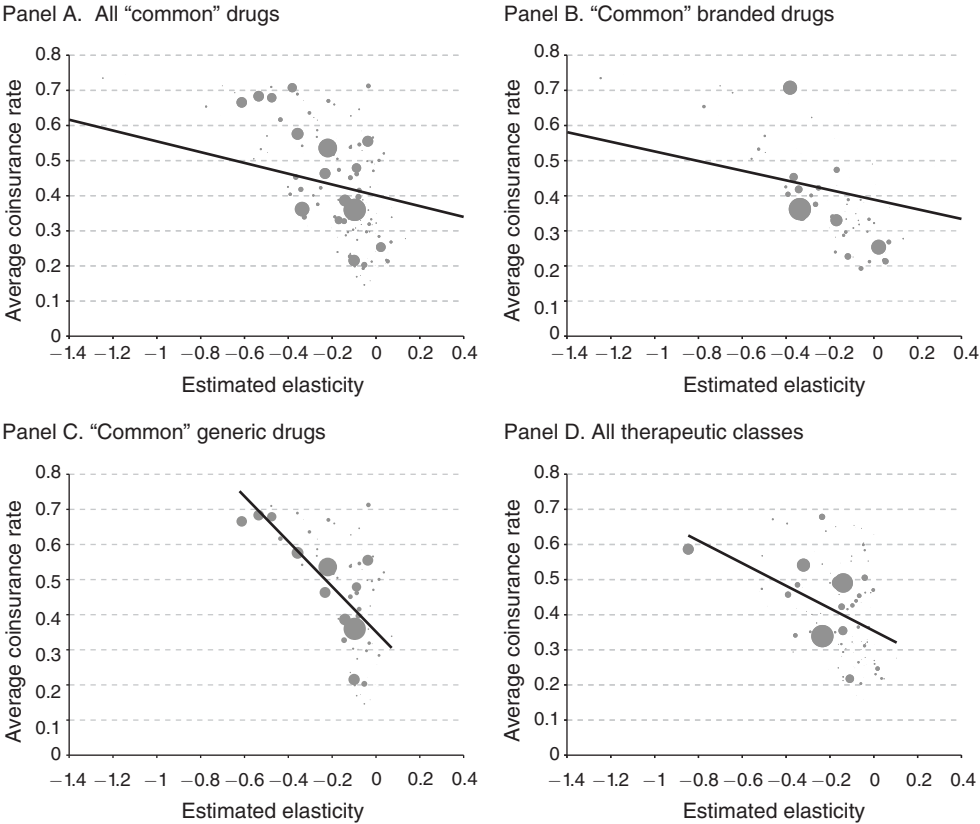 Panel A. All “common” drugs
Average coinsurance rate
0.8
0.7
0.6
0.5
0.4
0.3
0.2
0.1
0
−1.4 −1.2 −1 −0.8 −0.6 −0.4 −0.2 0 0.2 0.4
Estimated elasticity
Panel B. “Common” branded drugs
Average coinsurance rate
0.8
0.7
0.6
0.5
0.4
0.3
0.2
0.1
0
−1.4 −1.2 −1 −0.8 −0.6 −0.4 −0.2 0 0.2 0.4
Estimated elasticity
Panel C. “Common” generic drugs
Average coinsurance rate
0.8
0.7
0.6
0.5
0.4
0.3
0.2
0.1
0
−1.4 −1.2 −1 −0.8 −0.6 −0.4 −0.2 0 0.2 0.4
Estimated elasticity
Panel D. All therapeutic classes
Average coinsurance rate
0.8
0.7
0.6
0.5
0.4
0.3
0.2
0.1
0
−1.4 −1.2 −1 −0.8 −0.6 −0.4 −0.2 0 0.2 0.4
Estimated elasticity